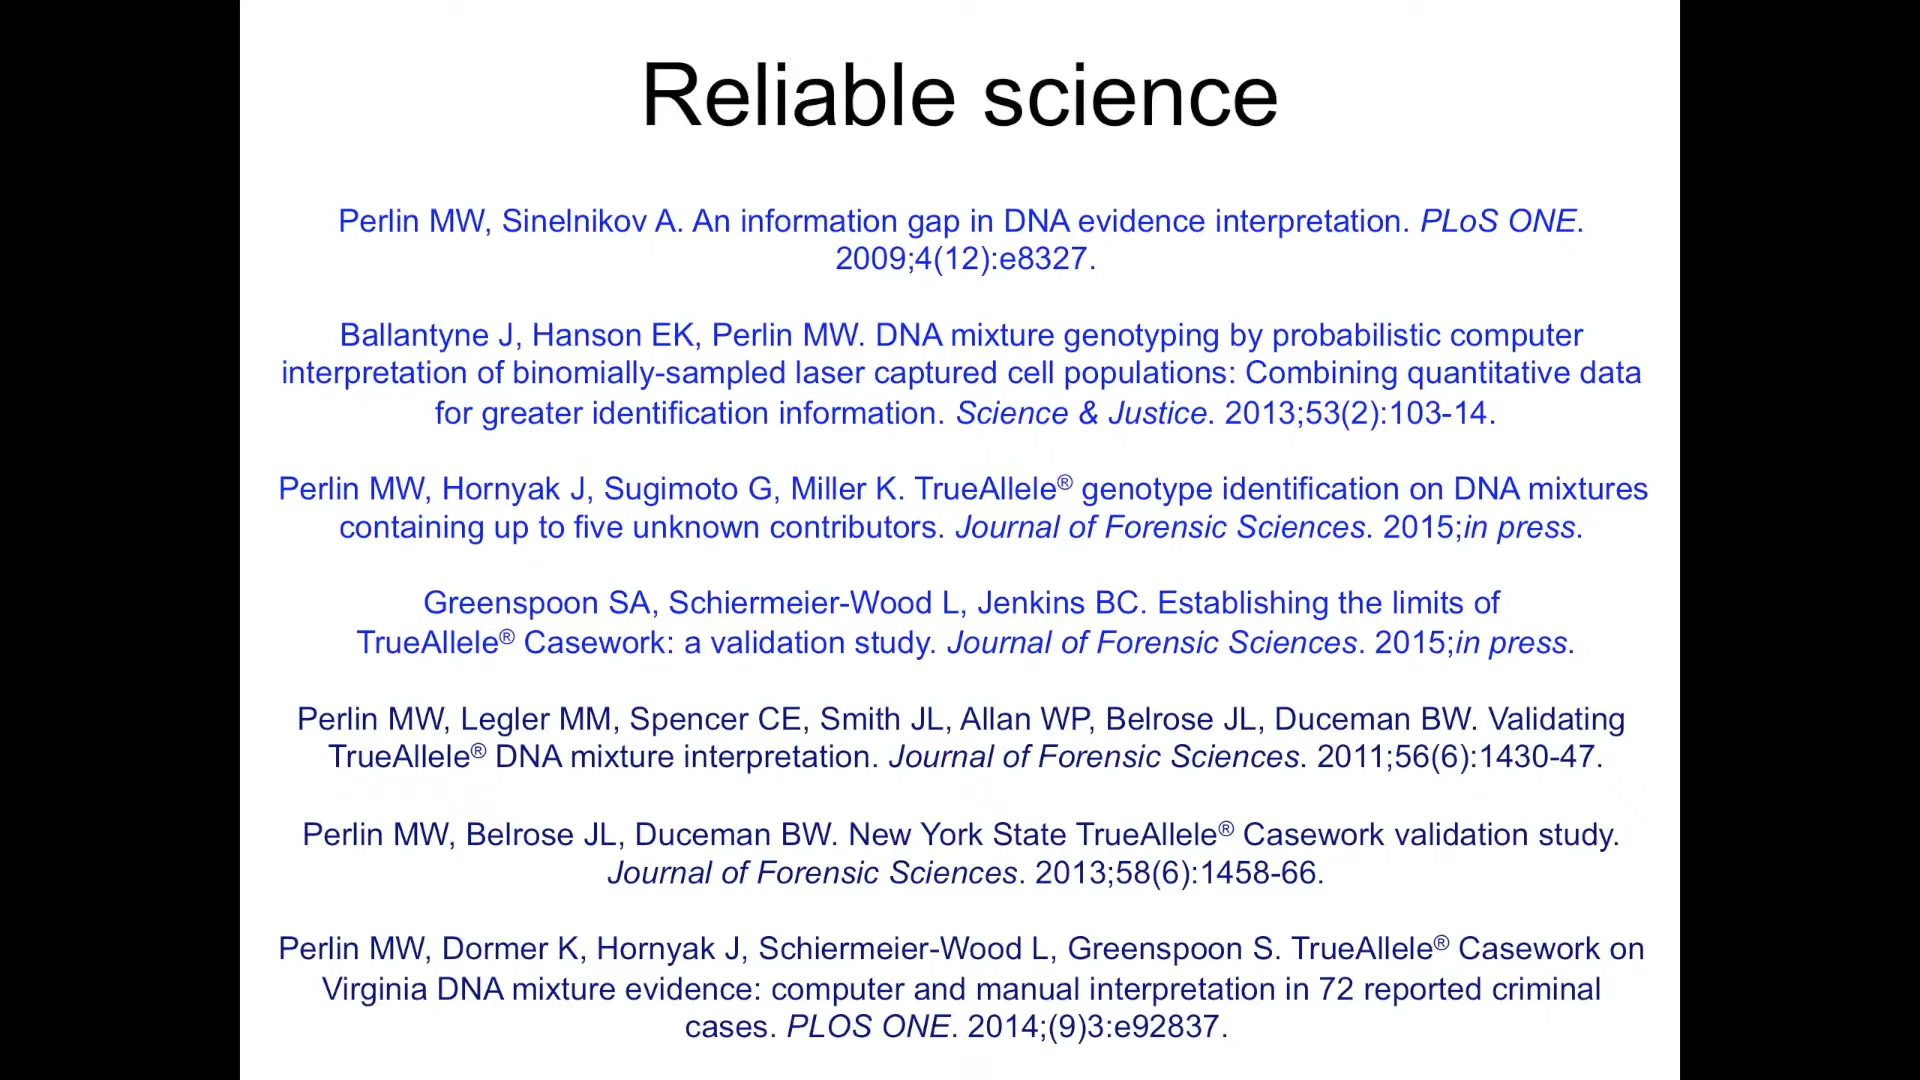 Reliable science
Perlin MW, Sinelnikov A. An information gap in DNA evidence interpretation. PLoS ONE.
2009;4(12):e8327.
Ballantyne J, Hanson EK, Perlin MW. DNA mixture genotyping by probabilistic computer
interpretation of binomially-sampled laser captured cell populations: Combining quantitative data
for greater identification information. Science & Justice. 2013;53(2):103-14.
Perlin MW, Hornyak J, Sugimoto G, Miller K. TrueAllele® genotype identification on DNA mixtures
containing up to five unknown contributors. Journal of Forensic Sciences. 2015;in press.
Greenspoon SA, Schiermeier-Wood L, Jenkins BC. Establishing the limits of
TrueAllele® Casework: a validation study. Journal of Forensic Sciences. 2015;in press.
Perlin MW, Legler MM, Spencer CE, Smith JL, Allan WP, Belrose JL, Duceman BW. Validating
TrueAllele® DNA mixture interpretation. Journal of Forensic Sciences. 2011;56(6):1430-47.
Perlin MW, Belrose JL, Duceman BW. New York State TrueAllele® Casework validation study.
Journal of Forensic Sciences. 2013;58(6):1458-66.
Perlin MW, Dormer K, Hornyak J, Schiermeier-Wood L, Greenspoon S. TrueAllele® Casework on
Virginia DNA mixture evidence: computer and manual interpretation in 72 reported criminal
cases. PLOS ONE. 2014;(9)3:e92837.